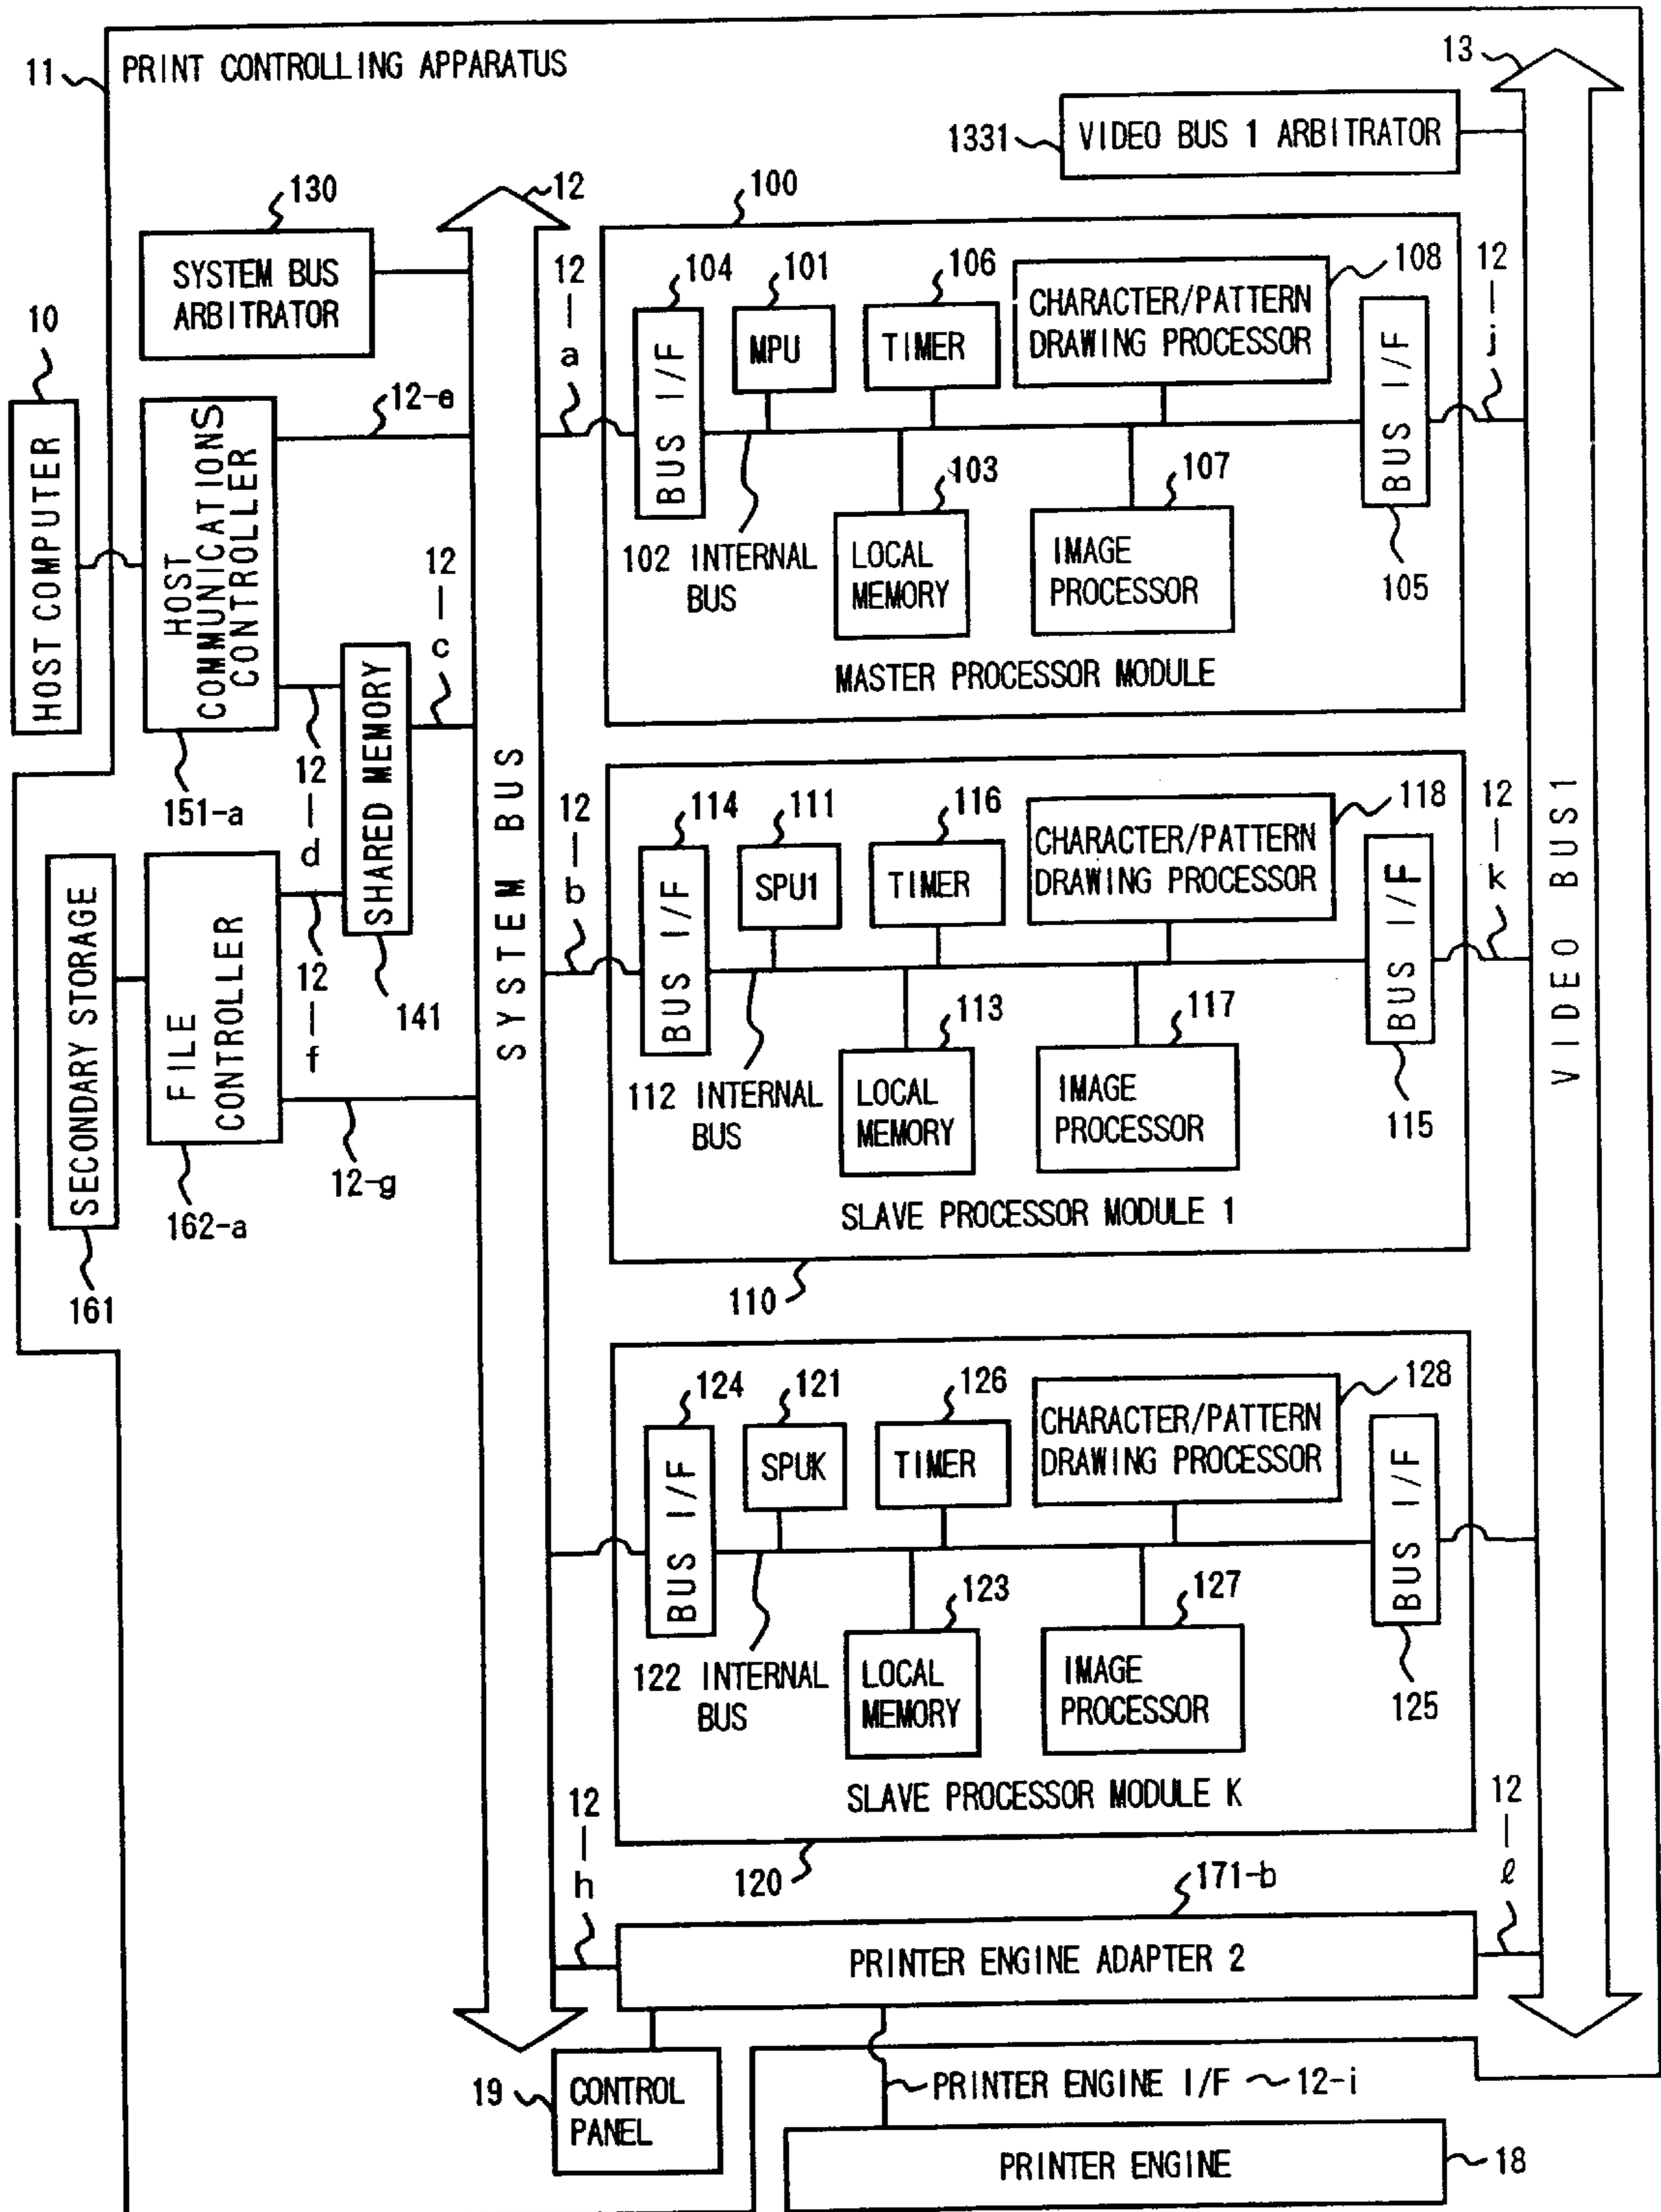 11
PRINT CONTROLLING APPARATUS
13
1331
VIDEO BUS 1 ARBITRATOR
130
SYSTEM BUS
ARBITRATOR
12
100
10
HOST COMPUTER
HOST
COMMUNICATIONS
CONTROLLER
151-a
12-e
12-d
12-c
SHARED MEMORY
141
SECONDARY STORAGE
161
FILE
CONTROLLER
162-a
12-f
12-g
SYSTEM BUS
12-a
104
BUS I/F
101
MPU
106
TIMER
108
CHARACTER/PATTERN
DRAWING PROCESSOR
12-j
BUS I/F
105
102 INTERNAL
BUS
103
LOCAL
MEMORY
107
IMAGE
PROCESSOR
MASTER PROCESSOR MODULE
12-b
114
BUS I/F
111
SPU1
116
TIMER
118
CHARACTER/PATTERN
DRAWING PROCESSOR
12-k
BUS I/F
115
112 INTERNAL
BUS
113
LOCAL
MEMORY
117
IMAGE
PROCESSOR
SLAVE PROCESSOR MODULE 1
110
VIDEO BUS1
124
BUS I/F
121
SPUK
126
TIMER
128
CHARACTER/PATTERN
DRAWING PROCESSOR
BUS I/F
125
122 INTERNAL
BUS
123
LOCAL
MEMORY
127
IMAGE
PROCESSOR
SLAVE PROCESSOR MODULE K
120
12-h
171-b
12-ℓ
PRINTER ENGINE ADAPTER 2
19
CONTROL
PANEL
PRINTER ENGINE I/F
12-i
PRINTER ENGINE
18